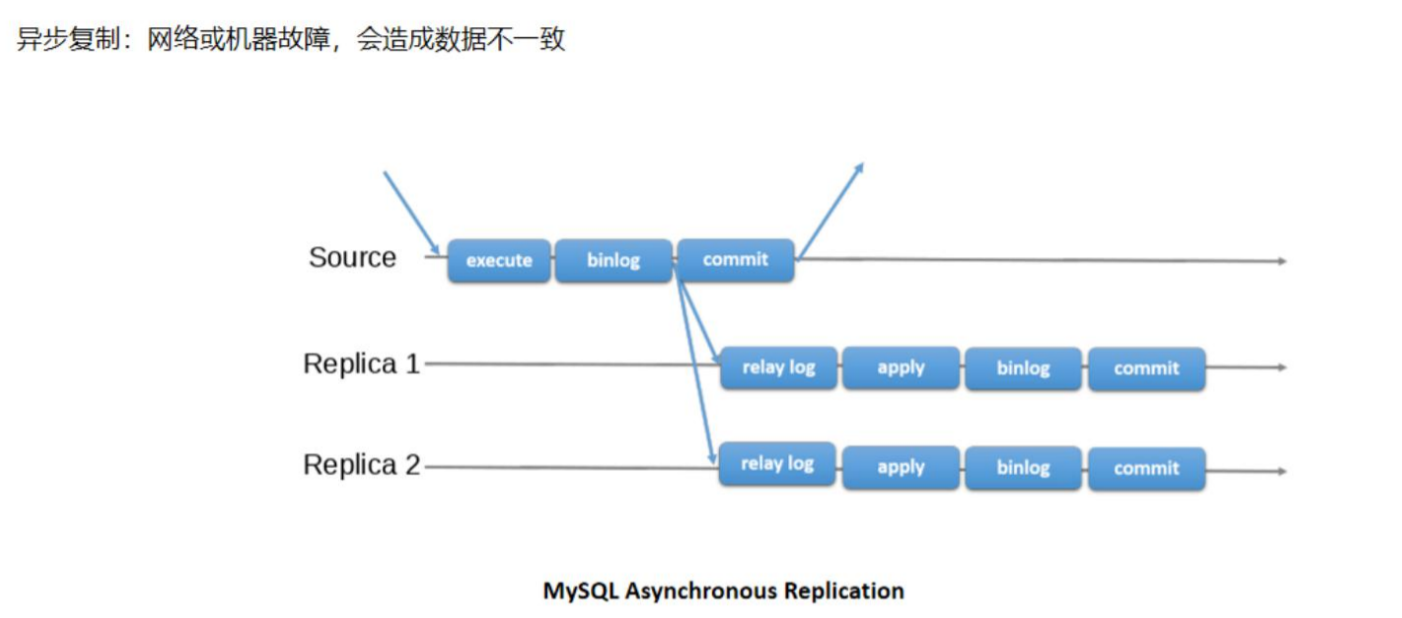 异步复制：网络或机器故障，会造成数据不一致
Source execute binlog commit
Replica 1 relay log apply binlog commit
Replica 2 relay log apply binlog commit
MySQL Asynchronous Replication